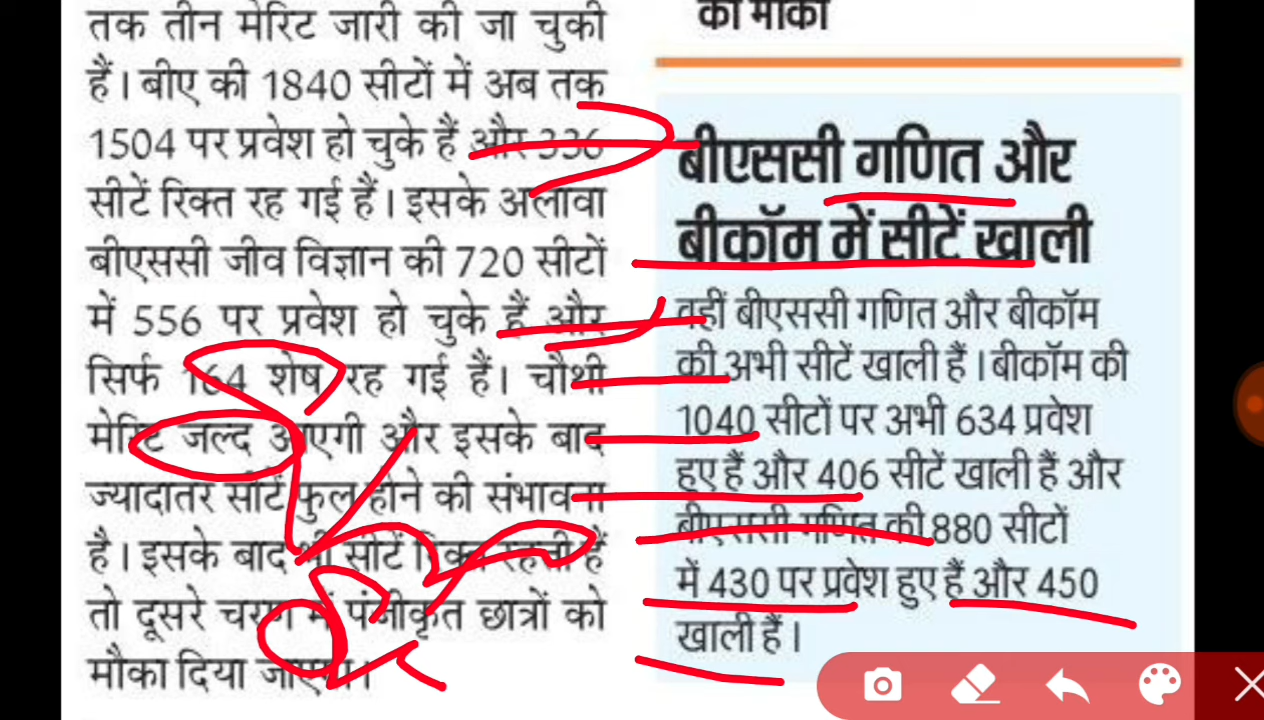 तक तीन मेरिट जारी की जा चुकी
हैं। बीए की 1840 सीटों में अब तक
1504 पर प्रवेश हो चुके हैं और 336
सीटें रिक्त रह गई हैं। इसके अलावा
बीएससी जीव विज्ञान की 720 सीटों
में 556 पर प्रवेश हो चुके हैं और
सिर्फ 164 शेष रह गई हैं। चौथी
मेरिट जल्द आएगी और इसके बाद
ज्यादातर सीटें फुल होने की संभावना
है। इसके बाद भी सीटें रिक्त रहती हैं
तो दूसरे चरण में पंजीकृत छात्रों को
मौका दिया जाएगा।
का मौका
बीएससी गणित और
बीकॉम में सीटें खाली
वहीं बीएससी गणित और बीकॉम
की अभी सीटें खाली हैं। बीकॉम की
1040 सीटों पर अभी 634 प्रवेश
हुए हैं और 406 सीटें खाली हैं और
बीएससी गणित की 880 सीटों
में 430 पर प्रवेश हुए हैं और 450
खाली हैं।